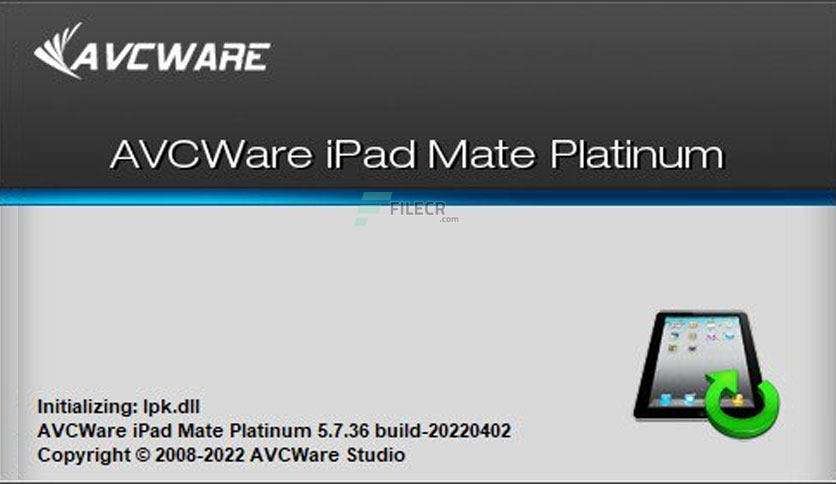 AVCWARE
AVCWare iPad Mate Platinum
FILECR
.com
Initializing: lpk.dll
AVCWare iPad Mate Platinum 5.7.36 build-20220402
Copyright © 2008-2022 AVCWare Studio